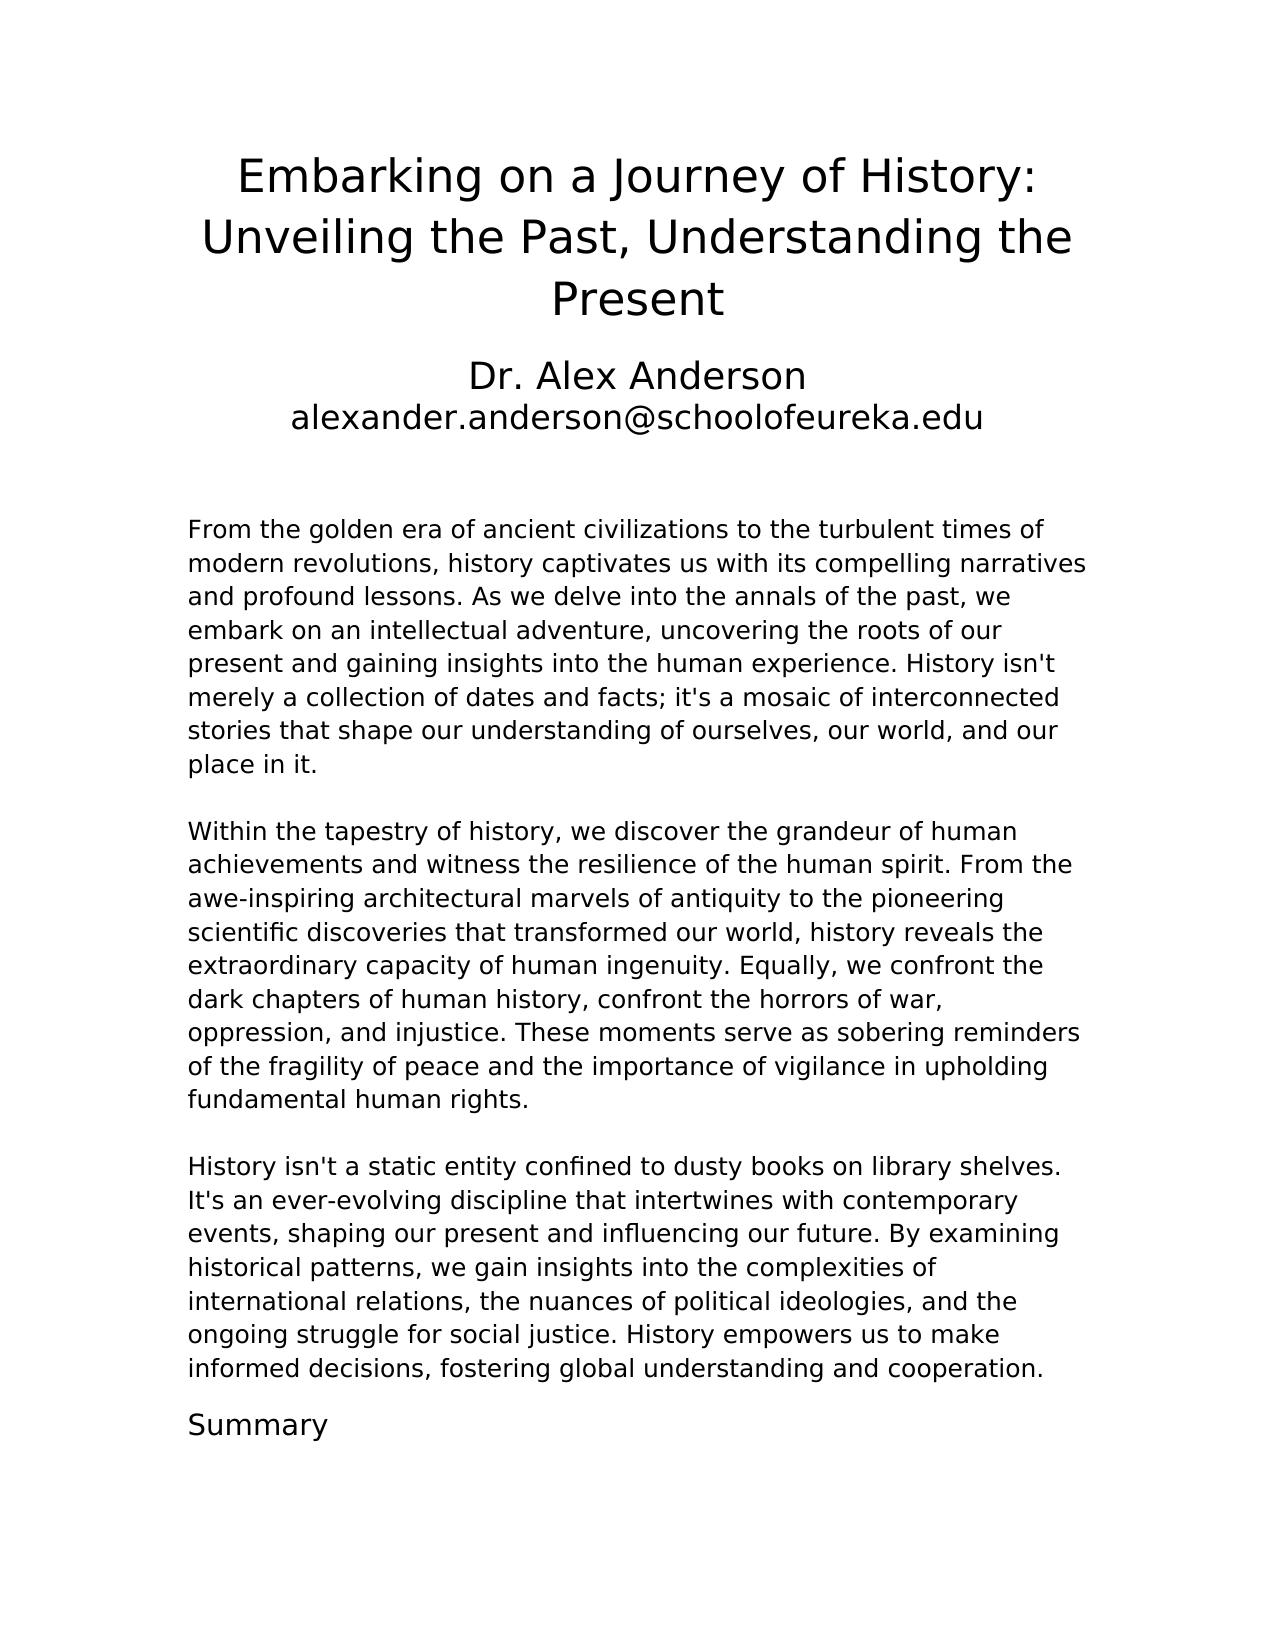 Embarking on a Journey of History:
Unveiling the Past, Understanding the
Present
Dr. Alex Anderson
alexander.anderson@schoolofeureka.edu
From the golden era of ancient civilizations to the turbulent times of
modern revolutions, history captivates us with its compelling narratives
and profound lessons. As we delve into the annals of the past, we
embark on an intellectual adventure, uncovering the roots of our
present and gaining insights into the human experience. History isn't
merely a collection of dates and facts; it's a mosaic of interconnected
stories that shape our understanding of ourselves, our world, and our
place in it.
Within the tapestry of history, we discover the grandeur of human
achievements and witness the resilience of the human spirit. From the
awe-inspiring architectural marvels of antiquity to the pioneering
scientific discoveries that transformed our world, history reveals the
extraordinary capacity of human ingenuity. Equally, we confront the
dark chapters of human history, confront the horrors of war,
oppression, and injustice. These moments serve as sobering reminders
of the fragility of peace and the importance of vigilance in upholding
fundamental human rights.
History isn't a static entity confined to dusty books on library shelves.
It's an ever-evolving discipline that intertwines with contemporary
events, shaping our present and influencing our future. By examining
historical patterns, we gain insights into the complexities of
international relations, the nuances of political ideologies, and the
ongoing struggle for social justice. History empowers us to make
informed decisions, fostering global understanding and cooperation.
Summary